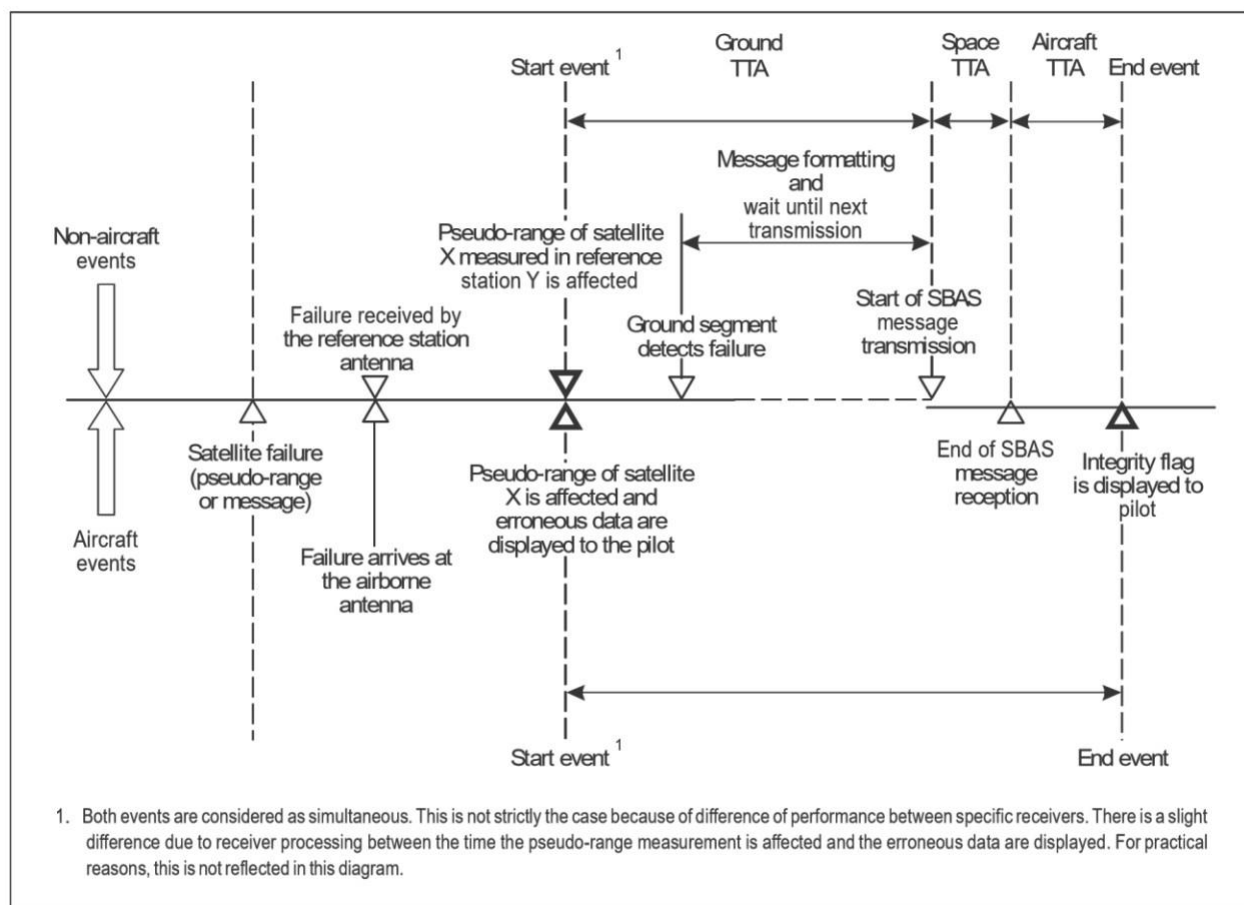 Start event 1
Ground
TTA
Space
TTA
Aircraft
TTA
End event
Message formatting
and
wait until next
transmission
Non-aircraft
events
Pseudo-range of satellite
X measured in reference
station Y is affected
Failure received by
the reference station
antenna
Ground segment
detects failure
Start of SBAS
message
transmission
Satellite failure
(pseudo-range
or message)
Aircraft
events
Failure arrives at
the airborne
antenna
Pseudo-range of satellite
X is affected and
erroneous data are
displayed to the pilot
End of SBAS
message
reception
Integrity flag
is displayed to
pilot
Start event 1
End event
1. Both events are considered as simultaneous. This is not strictly the case because of difference of performance between specific receivers. There is a slight
difference due to receiver processing between the time the pseudo-range measurement is affected and the erroneous data are displayed. For practical
reasons, this is not reflected in this diagram.